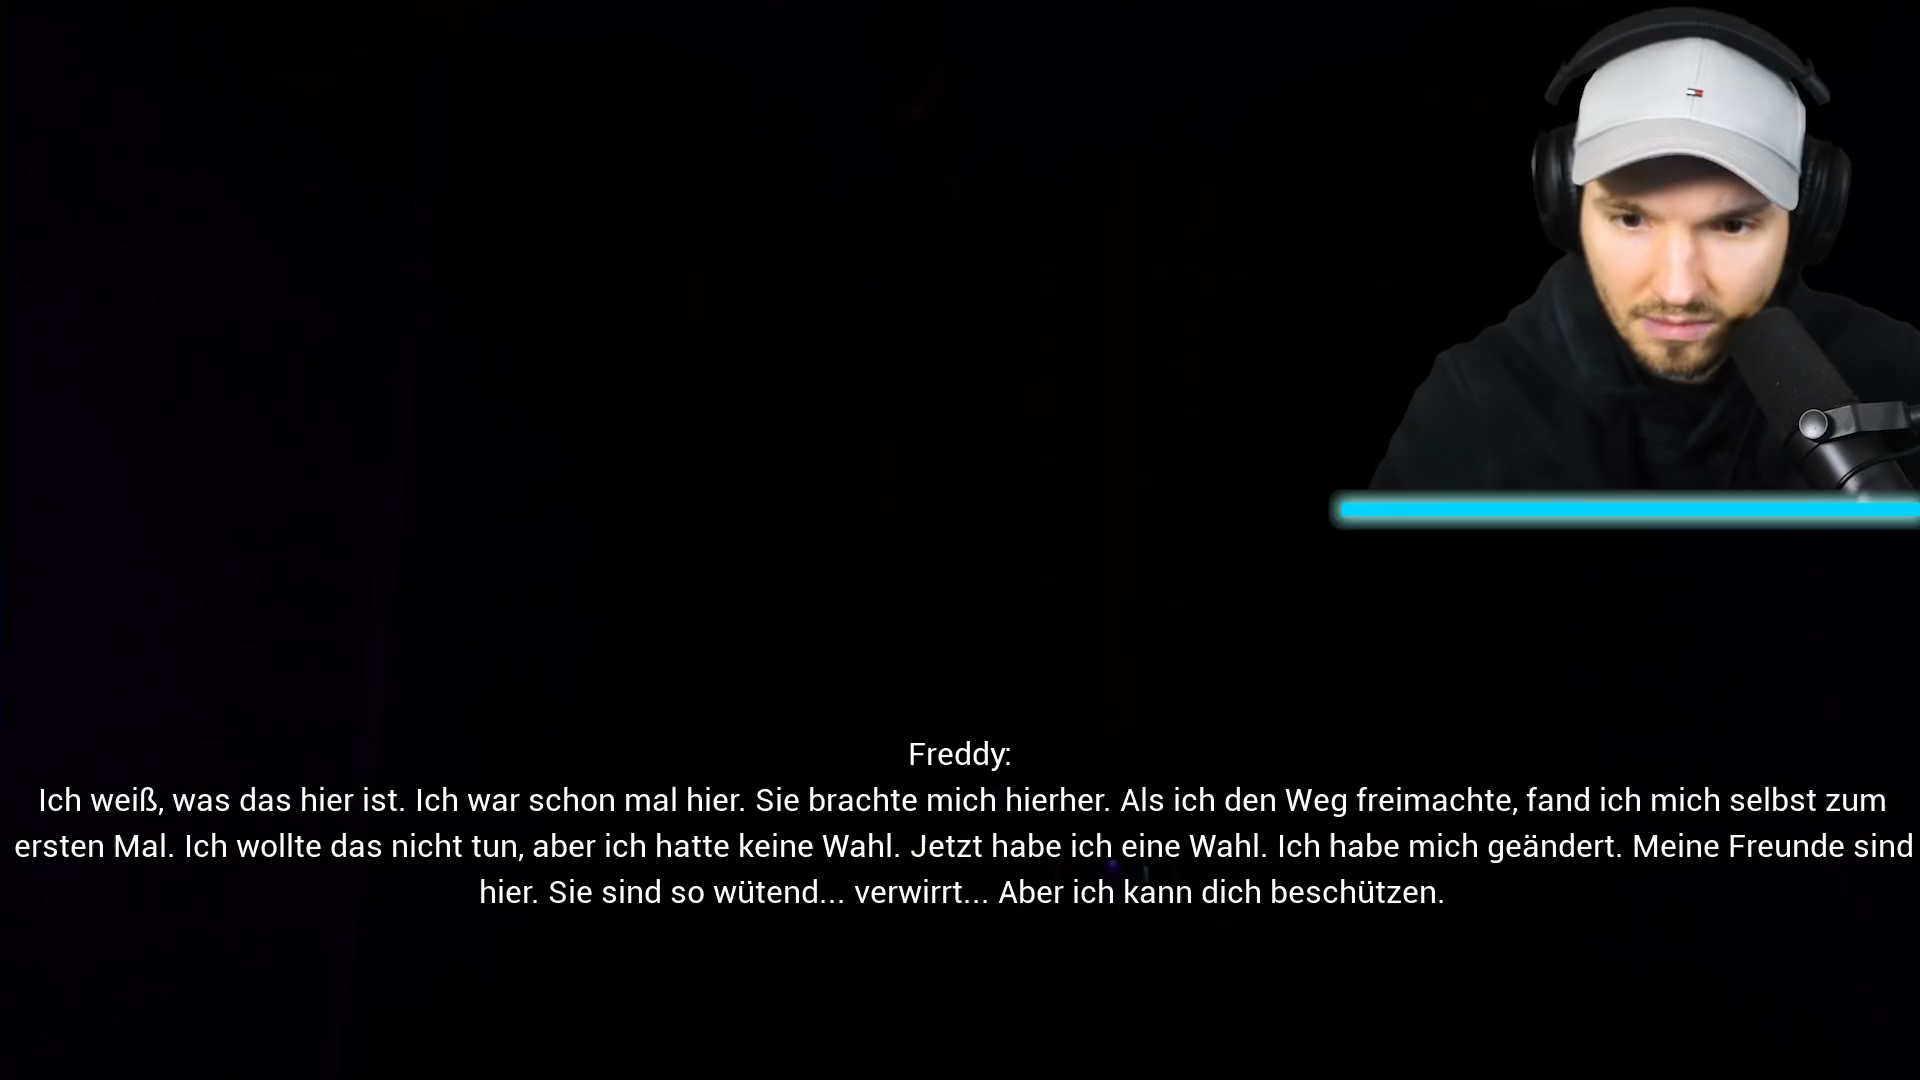 Freddy:
Ich weiß, was das hier ist. Ich war schon mal hier. Sie brachte mich hierher. Als ich den Weg freimachte, fand ich mich selbst zum
ersten Mal. Ich wollte das nicht tun, aber ich hatte keine Wahl. Jetzt habe ich eine Wahl. Ich habe mich geändert. Meine Freunde sind
hier. Sie sind so wütend... verwirrt... Aber ich kann dich beschützen.